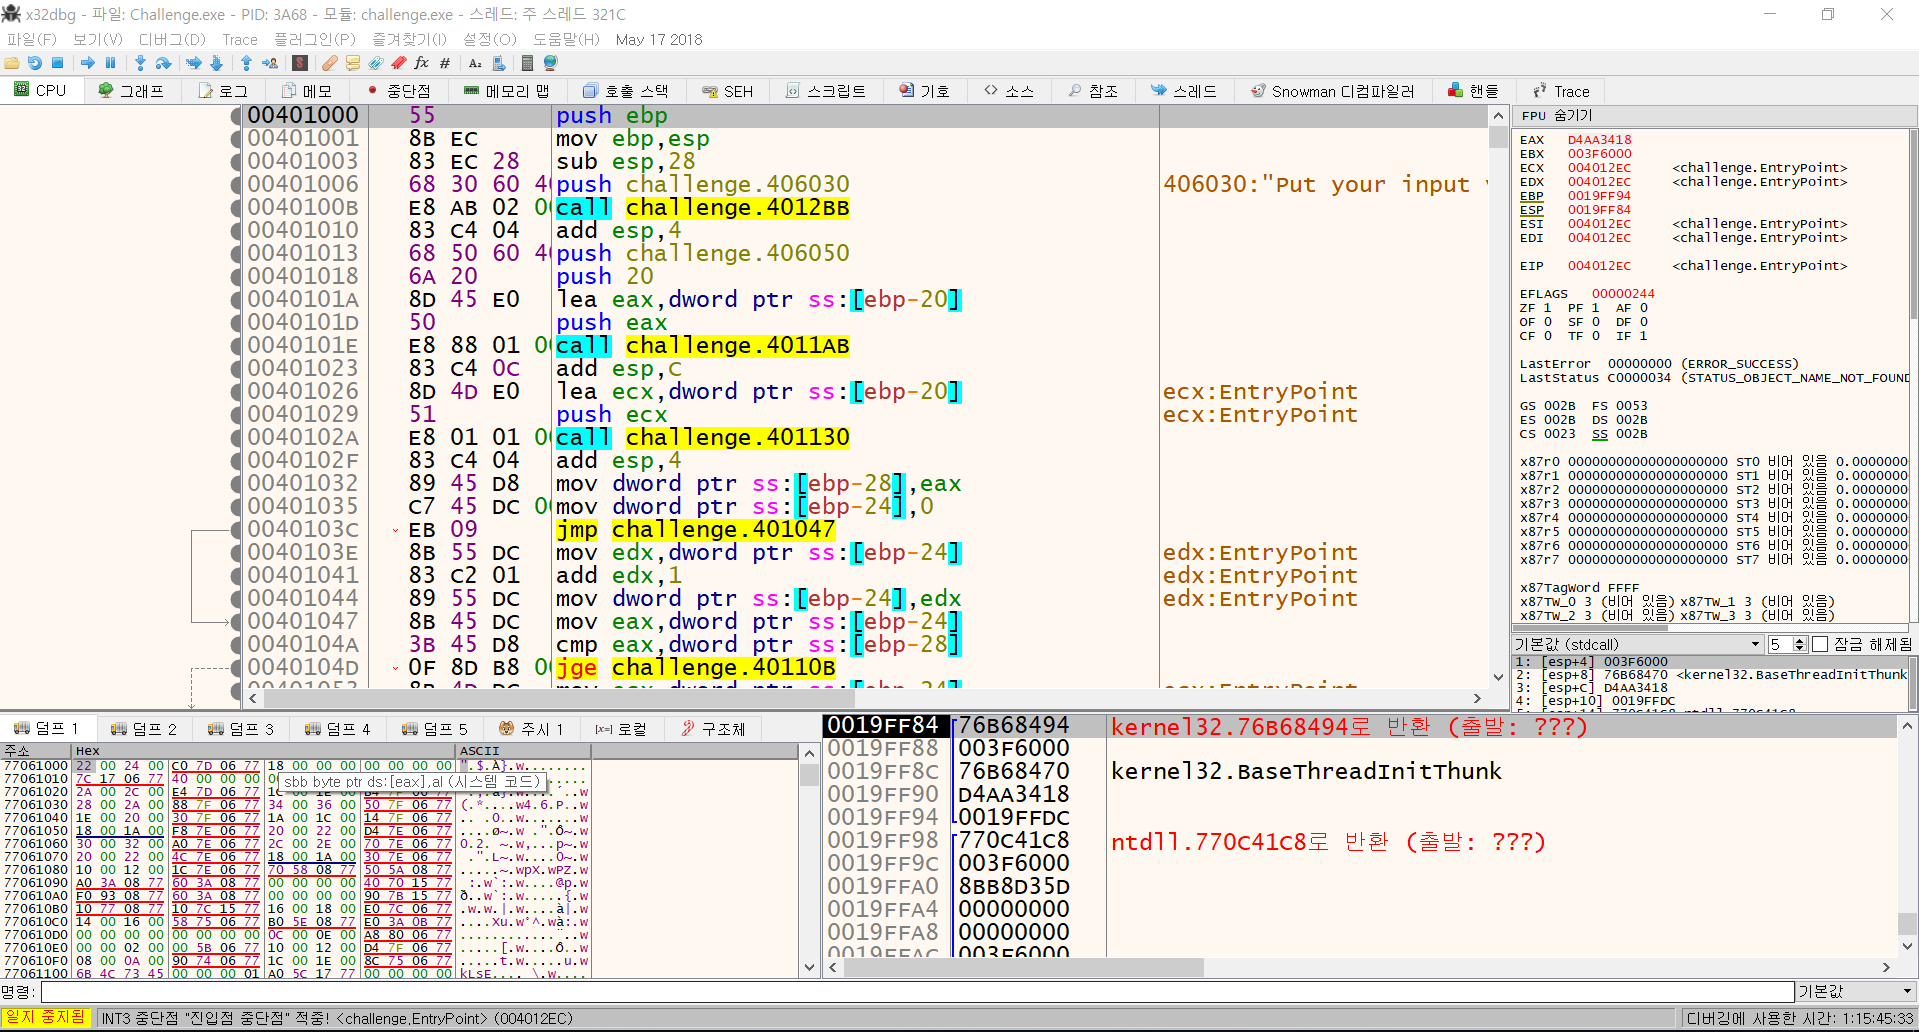 x32dbg - 파일: Challenge.exe - PID: 3A68 - 모듈: challenge.exe - 스레드: 주 스레드 321C
파일(F) 보기(V) 디버그(D) Trace 플러그인(P) 즐겨찾기(I) 설정(O) 도움말(H) May 17 2018
CPU 그래프 로그 메모 중단점 메모리 맵 호출 스택 SEH 스크립트 기호 소스 참조 스레드 Snowman 디컴파일러 핸들 Trace
00401000 55 push ebp
00401001 8B EC mov ebp,esp
00401003 83 EC 28 sub esp,28
00401006 68 30 60 40 push challenge.406030 406030:"Put your input
0040100B E8 AB 02 00 call challenge.4012BB
00401010 83 C4 04 add esp,4
00401013 68 50 60 40 push challenge.406050
00401018 6A 20 push 20
0040101A 8D 45 E0 lea eax,dword ptr ss:[ebp-20]
0040101D 50 push eax
0040101E E8 88 01 00 call challenge.4011AB
00401023 83 C4 0C add esp,C
00401026 8D 4D E0 lea ecx,dword ptr ss:[ebp-20] ecx:EntryPoint
00401029 51 push ecx ecx:EntryPoint
0040102A E8 01 01 00 call challenge.401130
0040102F 83 C4 04 add esp,4
00401032 89 45 D8 mov dword ptr ss:[ebp-28],eax
00401035 C7 45 DC 00 mov dword ptr ss:[ebp-24],0
0040103C EB 09 jmp challenge.401047
0040103E 8B 55 DC mov edx,dword ptr ss:[ebp-24] edx:EntryPoint
00401041 83 C2 01 add edx,1 edx:EntryPoint
00401044 89 55 DC mov dword ptr ss:[ebp-24],edx edx:EntryPoint
00401047 8B 45 DC mov eax,dword ptr ss:[ebp-24]
0040104A 3B 45 D8 cmp eax,dword ptr ss:[ebp-28]
0040104D 0F 8D B8 00 jge challenge.40110B
FPU 숨기기
EAX D4AA3418
EBX 003F6000
ECX 004012EC <challenge.EntryPoint>
EDX 004012EC <challenge.EntryPoint>
EBP 0019FF94
ESP 0019FF84
ESI 004012EC <challenge.EntryPoint>
EDI 004012EC <challenge.EntryPoint>
EIP 004012EC <challenge.EntryPoint>
EFLAGS 00000244
ZF 1 PF 1 AF 0
OF 0 SF 0 DF 0
CF 0 TF 0 IF 1
LastError 00000000 (ERROR_SUCCESS)
LastStatus C0000034 (STATUS_OBJECT_NAME_NOT_FOUND
GS 002B FS 0053
ES 002B DS 002B
CS 0023 SS 002B
x87r0 00000000000000000000 ST0 비어 있음 0.0000000
x87r1 00000000000000000000 ST1 비어 있음 0.0000000
x87r2 00000000000000000000 ST2 비어 있음 0.0000000
x87r3 00000000000000000000 ST3 비어 있음 0.0000000
x87r4 00000000000000000000 ST4 비어 있음 0.0000000
x87r5 00000000000000000000 ST5 비어 있음 0.0000000
x87r6 00000000000000000000 ST6 비어 있음 0.0000000
x87r7 00000000000000000000 ST7 비어 있음 0.0000000
x87TagWord FFFF
x87TW_0 3 (비어 있음) x87TW_1 3 (비어 있음)
x87TW_2 3 (비어 있음) x87TW_3 3 (비어 있음)
기본값 (stdcall) 5 잠금 해제됨
1: [esp+4] 003F6000
2: [esp+8] 76B68470 <kernel32.BaseThreadInitThunk
3: [esp+C] D4AA3418
4: [esp+10] 0019FFDC
덤프 1 덤프 2 덤프 3 덤프 4 덤프 5 주시 1 [x=] 로컬 구조체
주소 Hex ASCII
77061000 22 00 24 00 C0 7D 06 77 18 00 00 00 00 00 00 00 ".$.À}.w........
sbb byte ptr ds:[eax],al (시스템 코드)
77061010 7C 17 06 77 40 00 00 00
77061020 2A 00 2C 00 E4 7D 06 77
77061030 28 00 2A 00 88 7F 06 77 34 00 36 00 50 7F 06 77 (.*....w4.6.P..w
77061040 1E 00 20 00 30 7F 06 77 1A 00 1C 00 14 7F 06 77
77061050 18 00 1A 00 F8 7E 06 77 20 00 22 00 D4 7E 06 77 ....ø~.w .".Ô~.w
77061060 30 00 32 00 A0 7E 06 77 2C 00 2E 00 70 7E 06 77 0.2. ~.w,...p~.w
77061070 20 00 22 00 4C 7E 06 77 18 00 1A 00 30 7E 06 77 .".L~.w....0~.w
77061080 10 00 12 00 1C 7E 06 77 70 58 08 77 50 5A 08 77 .....~.wpX.wPZ.w
77061090 A0 3A 08 77 60 3A 08 77 00 00 00 00 40 70 15 77 :.w`:.w....@p.w
770610A0 F0 93 08 77 60 3A 08 77 00 00 00 00 90 7B 15 77 ð..w`:.w.....{.w
770610B0 10 77 08 77 10 7C 15 77 16 00 18 00 E0 7C 06 77 .w.w.|.w....à|.w
770610C0 14 00 16 00 58 75 06 77 B0 5E 08 77 E0 3A 0B 77 ....Xu.w°^.wà:.w
770610D0 00 00 00 00 00 00 00 00 0C 00 0E 00 A8 80 06 77
770610E0 00 00 02 00 00 5B 06 77 10 00 12 00 D4 7F 06 77 .....[.w....Ô..w
770610F0 08 00 0A 00 90 74 06 77 1C 00 1E 00 8C 75 06 77 .....t.w.....u.w
77061100 6B 4C 73 45 00 00 00 01 A0 5C 17 77 00 00 00 00 kLsE.... \.w....
0019FF84 76B68494 kernel32.76B68494로 반환 (출발: ???)
0019FF88 003F6000
0019FF8C 76B68470 kernel32.BaseThreadInitThunk
0019FF90 D4AA3418
0019FF94 0019FFDC
0019FF98 770C41C8 ntdll.770C41C8로 반환 (출발: ???)
0019FF9C 003F6000
0019FFA0 8BB8D35D
0019FFA4 00000000
0019FFA8 00000000
0019FFAC 003F6000
명령: 기본값
일지 중지됨 INT3 중단점 "진입점 중단점" 적중! <challenge.EntryPoint> (004012EC) 디버깅에 사용한 시간: 1:15:45:33